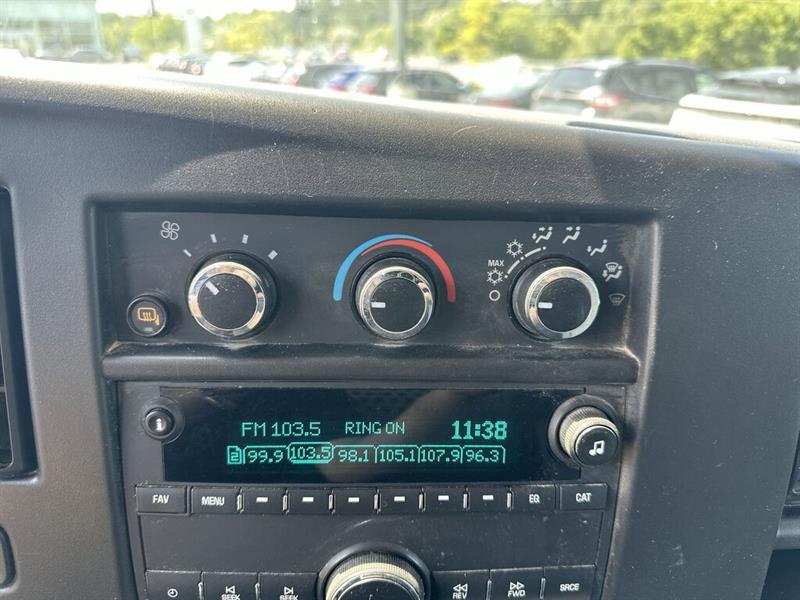 MAX
FM 103.5 RING ON 11:38
2 99.9 103.5 98.1 105.1 107.9 96.3
FAV MENU EQ CAT
SEEK SEEK REV FWD SRCE